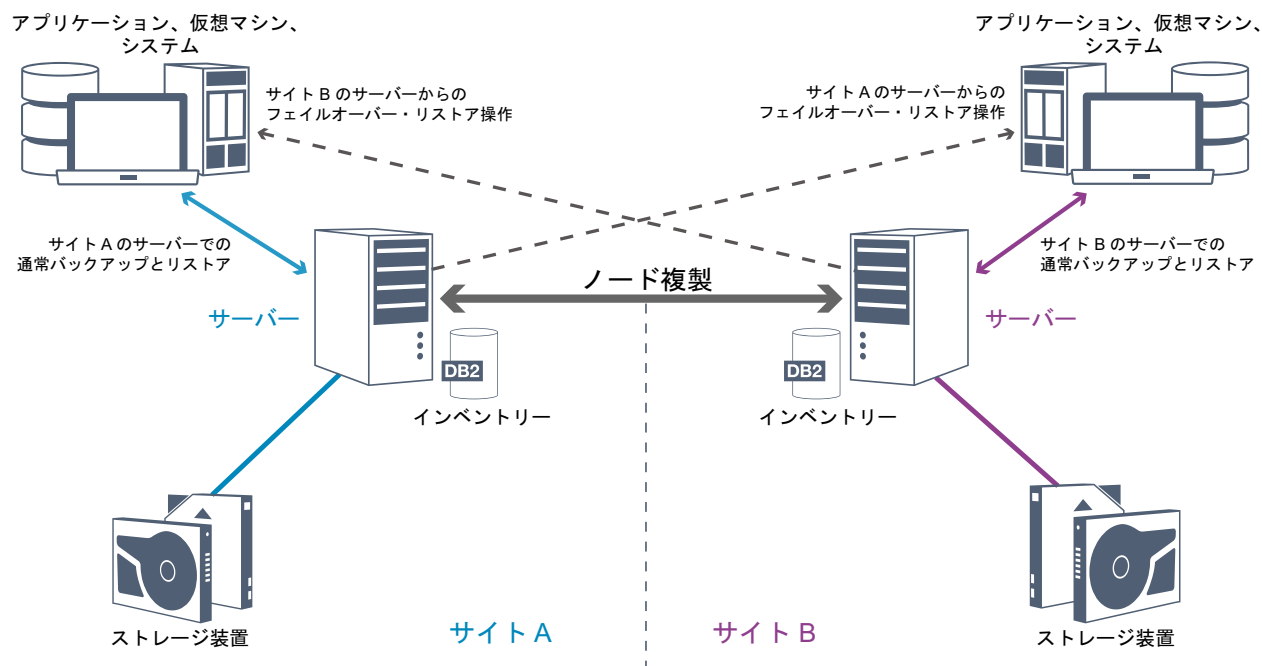 アプリケーション、仮想マシン、
システム
アプリケーション、仮想マシン、
システム
サイト B のサーバーからの
フェイルオーバー・リストア操作
サイト A のサーバーからの
フェイルオーバー・リストア操作
サイト A のサーバーでの
通常バックアップとリストア
サイト B のサーバーでの
通常バックアップとリストア
ノード複製
サーバー
サーバー
DB2
DB2
インベントリー
インベントリー
ストレージ装置
サイト A
サイト B
ストレージ装置